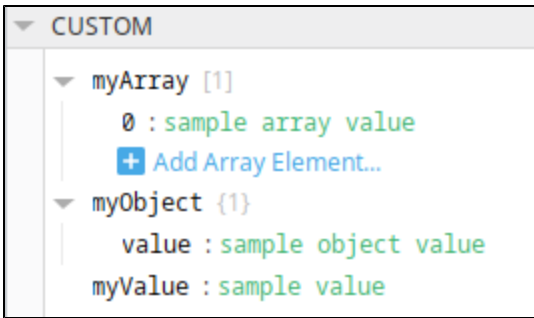 CUSTOM
myArray [1]
0 : sample array value
+ Add Array Element...
myObject {1}
value : sample object value
myValue : sample value